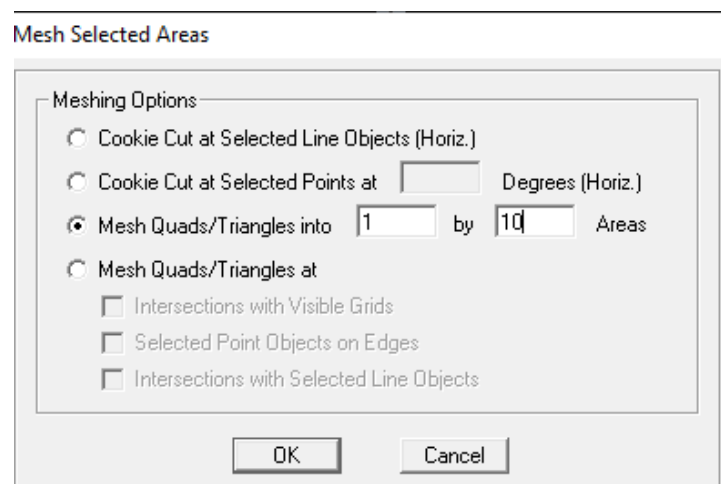 Mesh Selected Areas
Meshing Options
Cookie Cut at Selected Line Objects (Horiz.)
Cookie Cut at Selected Points at Degrees (Horiz.)
Mesh Quads/Triangles into 1 by 10 Areas
Mesh Quads/Triangles at
Intersections with Visible Grids
Selected Point Objects on Edges
Intersections with Selected Line Objects
OK Cancel